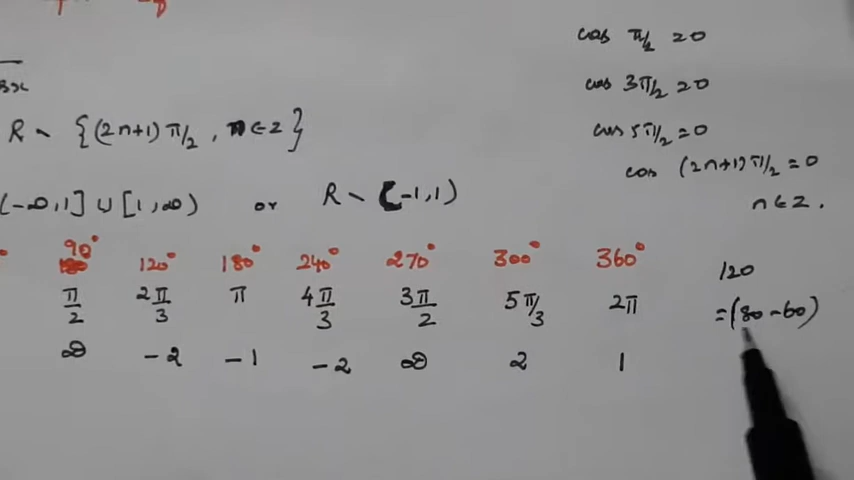 cos π/2 = 0
cos 3π/2 = 0
R ∖ {(2n+1) π/2 , n ∈ Z}
cos 5π/2 = 0
cos (2n+1) π/2 = 0
n ∈ Z .
(-∞,1] ∪ [1,∞) or R ∖ (-1,1)
90° 120° 180° 240° 270° 300° 360°
π/2 2π/3 π 4π/3 3π/2 5π/3 2π
∞ -2 -1 -2 ∞ 2 1
120
=(80-60)